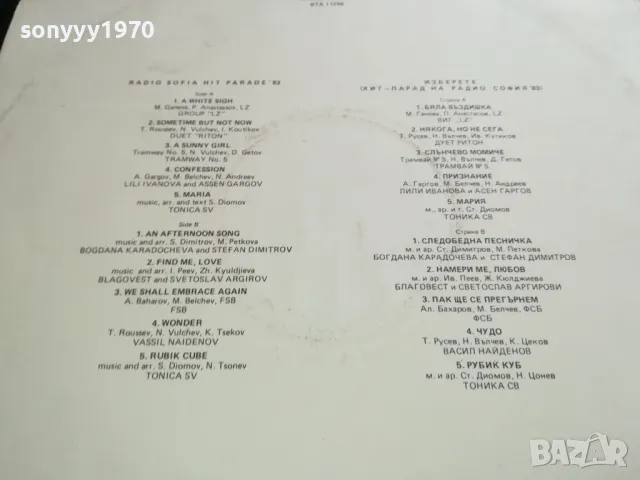 sonyyy1970
ВТА 11298
RADIO SOFIA HIT PARADE '83
Side A
1. A WHITE SIGH
M. Ganeva, P. Anastassov, LZ
GROUP "LZ"
2. SOMETIME BUT NOT NOW
T. Roussev, N. Vulchev, I. Koutikov
DUET "RITON"
3. A SUNNY GIRL
Tramway No. 5, N. Vulchev, D. Getov
TRAMWAY No. 5
4. CONFESSION
A. Gargov, M. Belchev, N. Andreev
LILI IVANOVA and ASSEN GARGOV
5. MARIA
music, arr. and text S. Diomov
TONICA SV
Side B
1. AN AFTERNOON SONG
music and arr. S. Dimitrov, M. Petkova
BOGDANA KARADOCHEVA and STEFAN DIMITROV
2. FIND ME, LOVE
music and arr. I. Peev, Zh. Kyuldjieva
BLAGOVEST and SVETOSLAV ARGIROV
3. WE SHALL EMBRACE AGAIN
A. Baharov, M. Belchev, FSB
FSB
4. WONDER
T. Roussev, N. Vulchev, K. Tsekov
VASSIL NAIDENOV
5. RUBIK CUBE
music and arr. S. Diomov, N. Tsonev
TONICA SV
ИЗБЕРЕТЕ
(ХИТ-ПАРАД НА РАДИО СОФИЯ '83)
Страна А
1. БЯЛА ВЪЗДИШКА
М. Ганева, П. Анастасов, LZ
ВИГ „LZ"
2. НЯКОГА, НО НЕ СЕГА
Т. Русев, Н. Вълчев, Ив. Кутиков
ДУЕТ РИТОН
3. СЛЪНЧЕВО МОМИЧЕ
Трамвай № 5, Н. Вълчев, Д. Гетов
ТРАМВАЙ № 5
4. ПРИЗНАНИЕ
А. Гаргов, М. Белчев, Н. Андреев
ЛИЛИ ИВАНОВА и АСЕН ГАРГОВ
5. МАРИЯ
м., ар. и т. Ст. Диомов
ТОНИКА СВ
Страна В
1. СЛЕДОБЕДНА ПЕСНИЧКА
м. и ар. Ст. Димитров, М. Петкова
БОГДАНА КАРАДОЧЕВА и СТЕФАН ДИМИТРОВ
2. НАМЕРИ МЕ, ЛЮБОВ
м. и ар. Ив. Пеев, Ж. Кюлджиева
БЛАГОВЕСТ и СВЕТОСЛАВ АРГИРОВИ
3. ПАК ЩЕ СЕ ПРЕГЪРНЕМ
Ал. Бахаров, М. Белчев, ФСБ
ФСБ
4. ЧУДО
Т. Русев, Н. Вълчев, К. Цеков
ВАСИЛ НАЙДЕНОВ
5. РУБИК КУБ
м. и ар. Ст. Диомов, Н. Цонев
ТОНИКА СВ
BAZAR